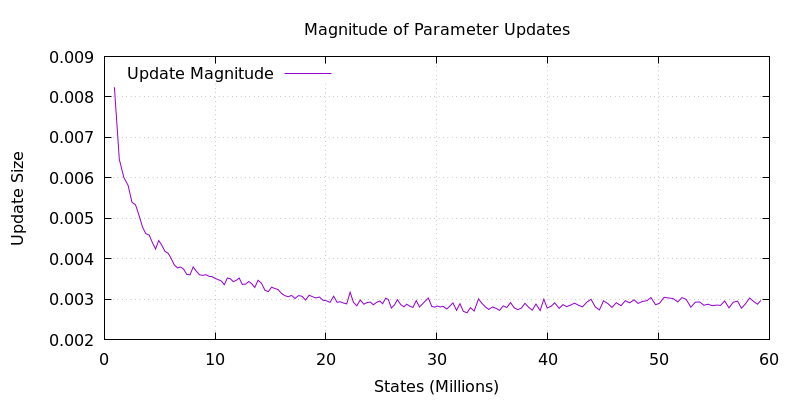 Magnitude of Parameter Updates
Update Magnitude
0.009
0.008
0.007
0.006
0.005
0.004
0.003
0.002
Update Size
0 10 20 30 40 50 60
States (Millions)